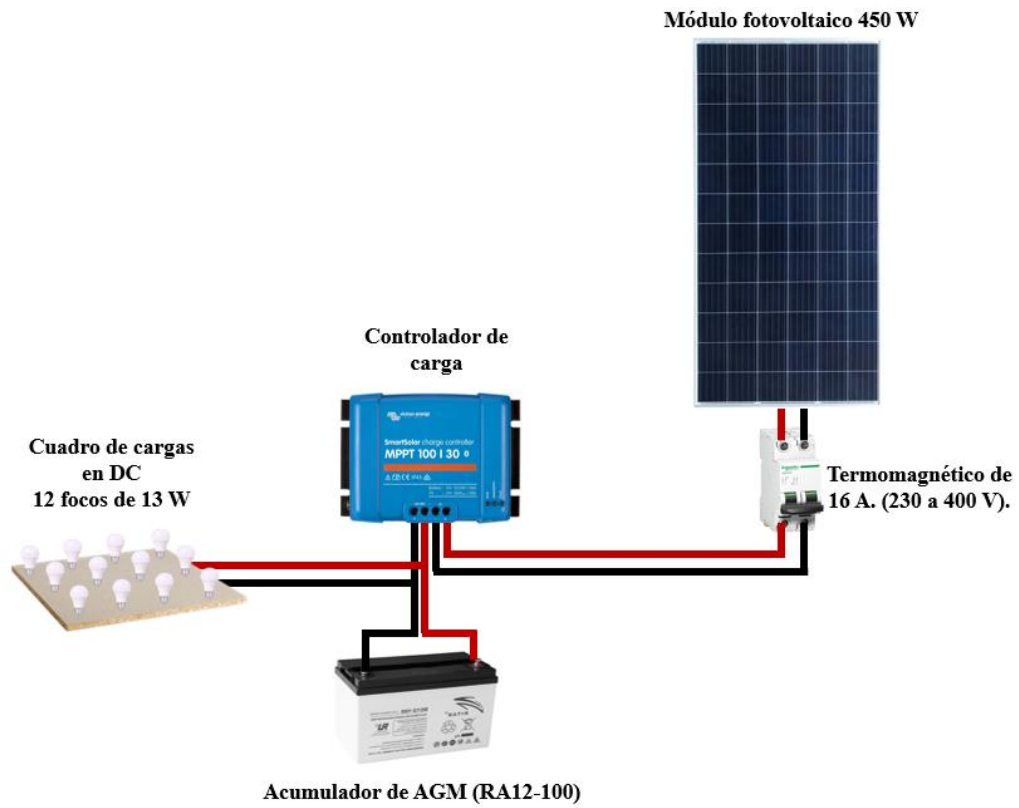 Módulo fotovoltaico 450 W
Controlador de
carga
victron energy
SmartSolar charge controller
MPPT 100 | 30
Cuadro de cargas
en DC
12 focos de 13 W
Termomagnético de
16 A. (230 a 400 V).
RITAR
Acumulador de AGM (RA12-100)